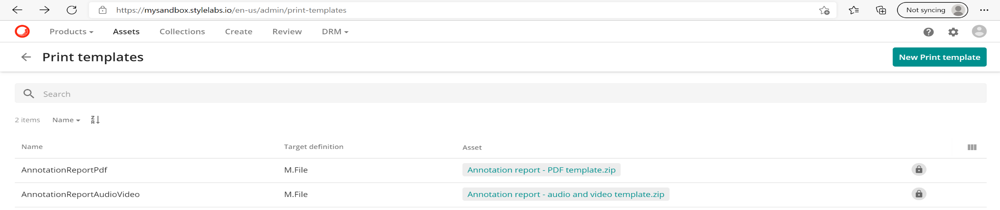 https://mysandbox.stylelabs.io/en-us/admin/print-templates
Not syncing
Products Assets Collections Create Review DRM
Print templates
New Print template
Search
2 items Name
Name Target definition Asset
AnnotationReportPdf M.File Annotation report - PDF template.zip
AnnotationReportAudioVideo M.File Annotation report - audio and video template.zip